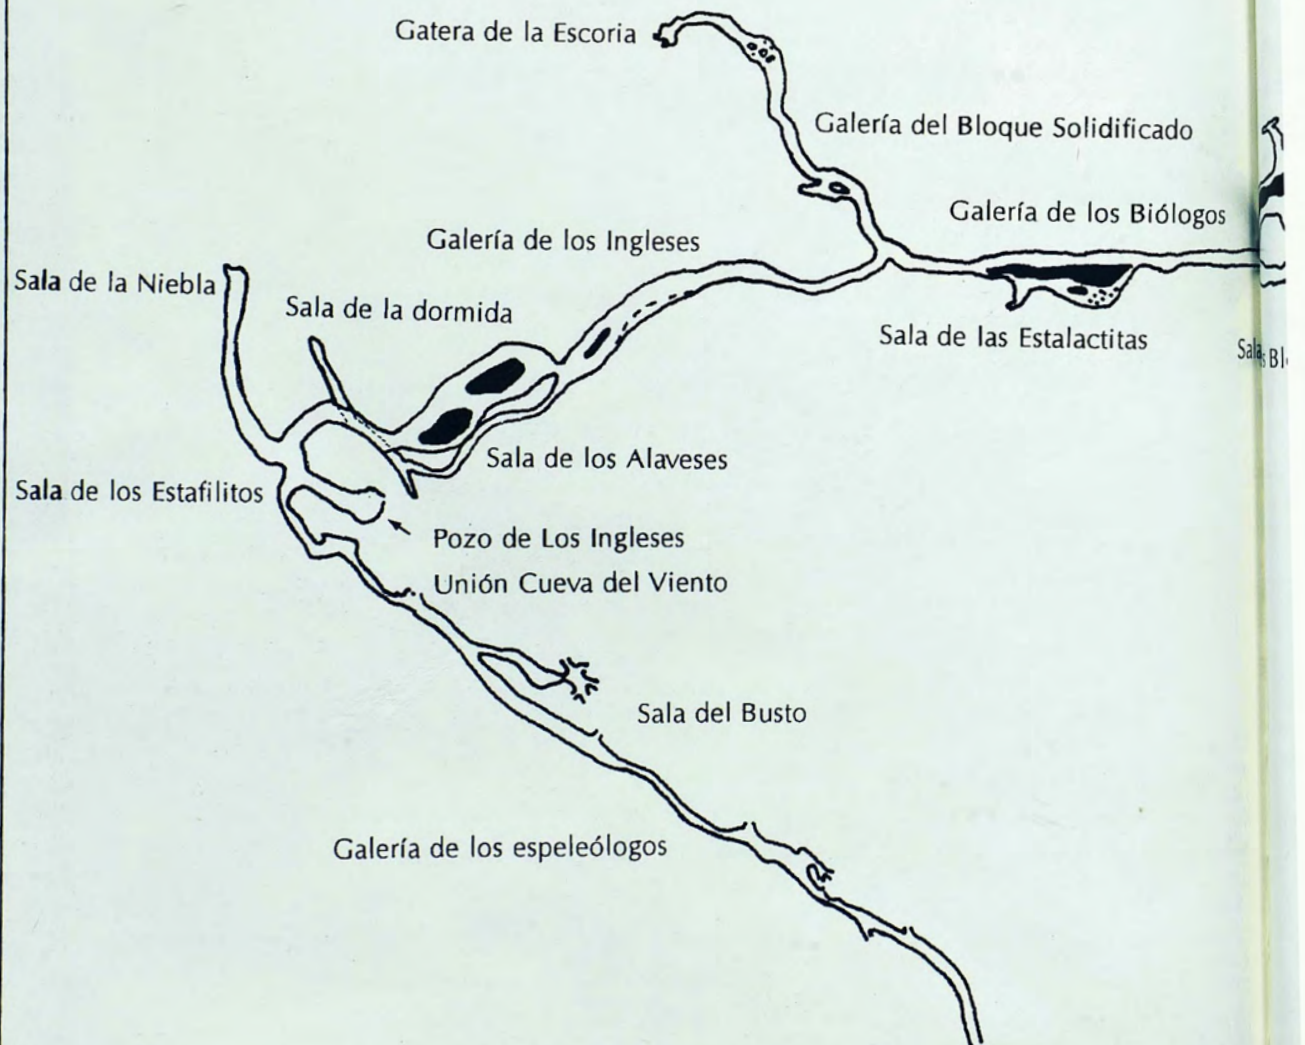 Gatera de la Escoria
Galería del Bloque Solidificado
Galería de los Biólogos
Galería de los Ingleses
Sala de la Niebla
Sala de la dormida
Sala de las Estalactitas
Sala
Sala de los Alaveses
Sala de los Estafilitos
Pozo de Los Ingleses
Unión Cueva del Viento
Sala del Busto
Galería de los espeleólogos